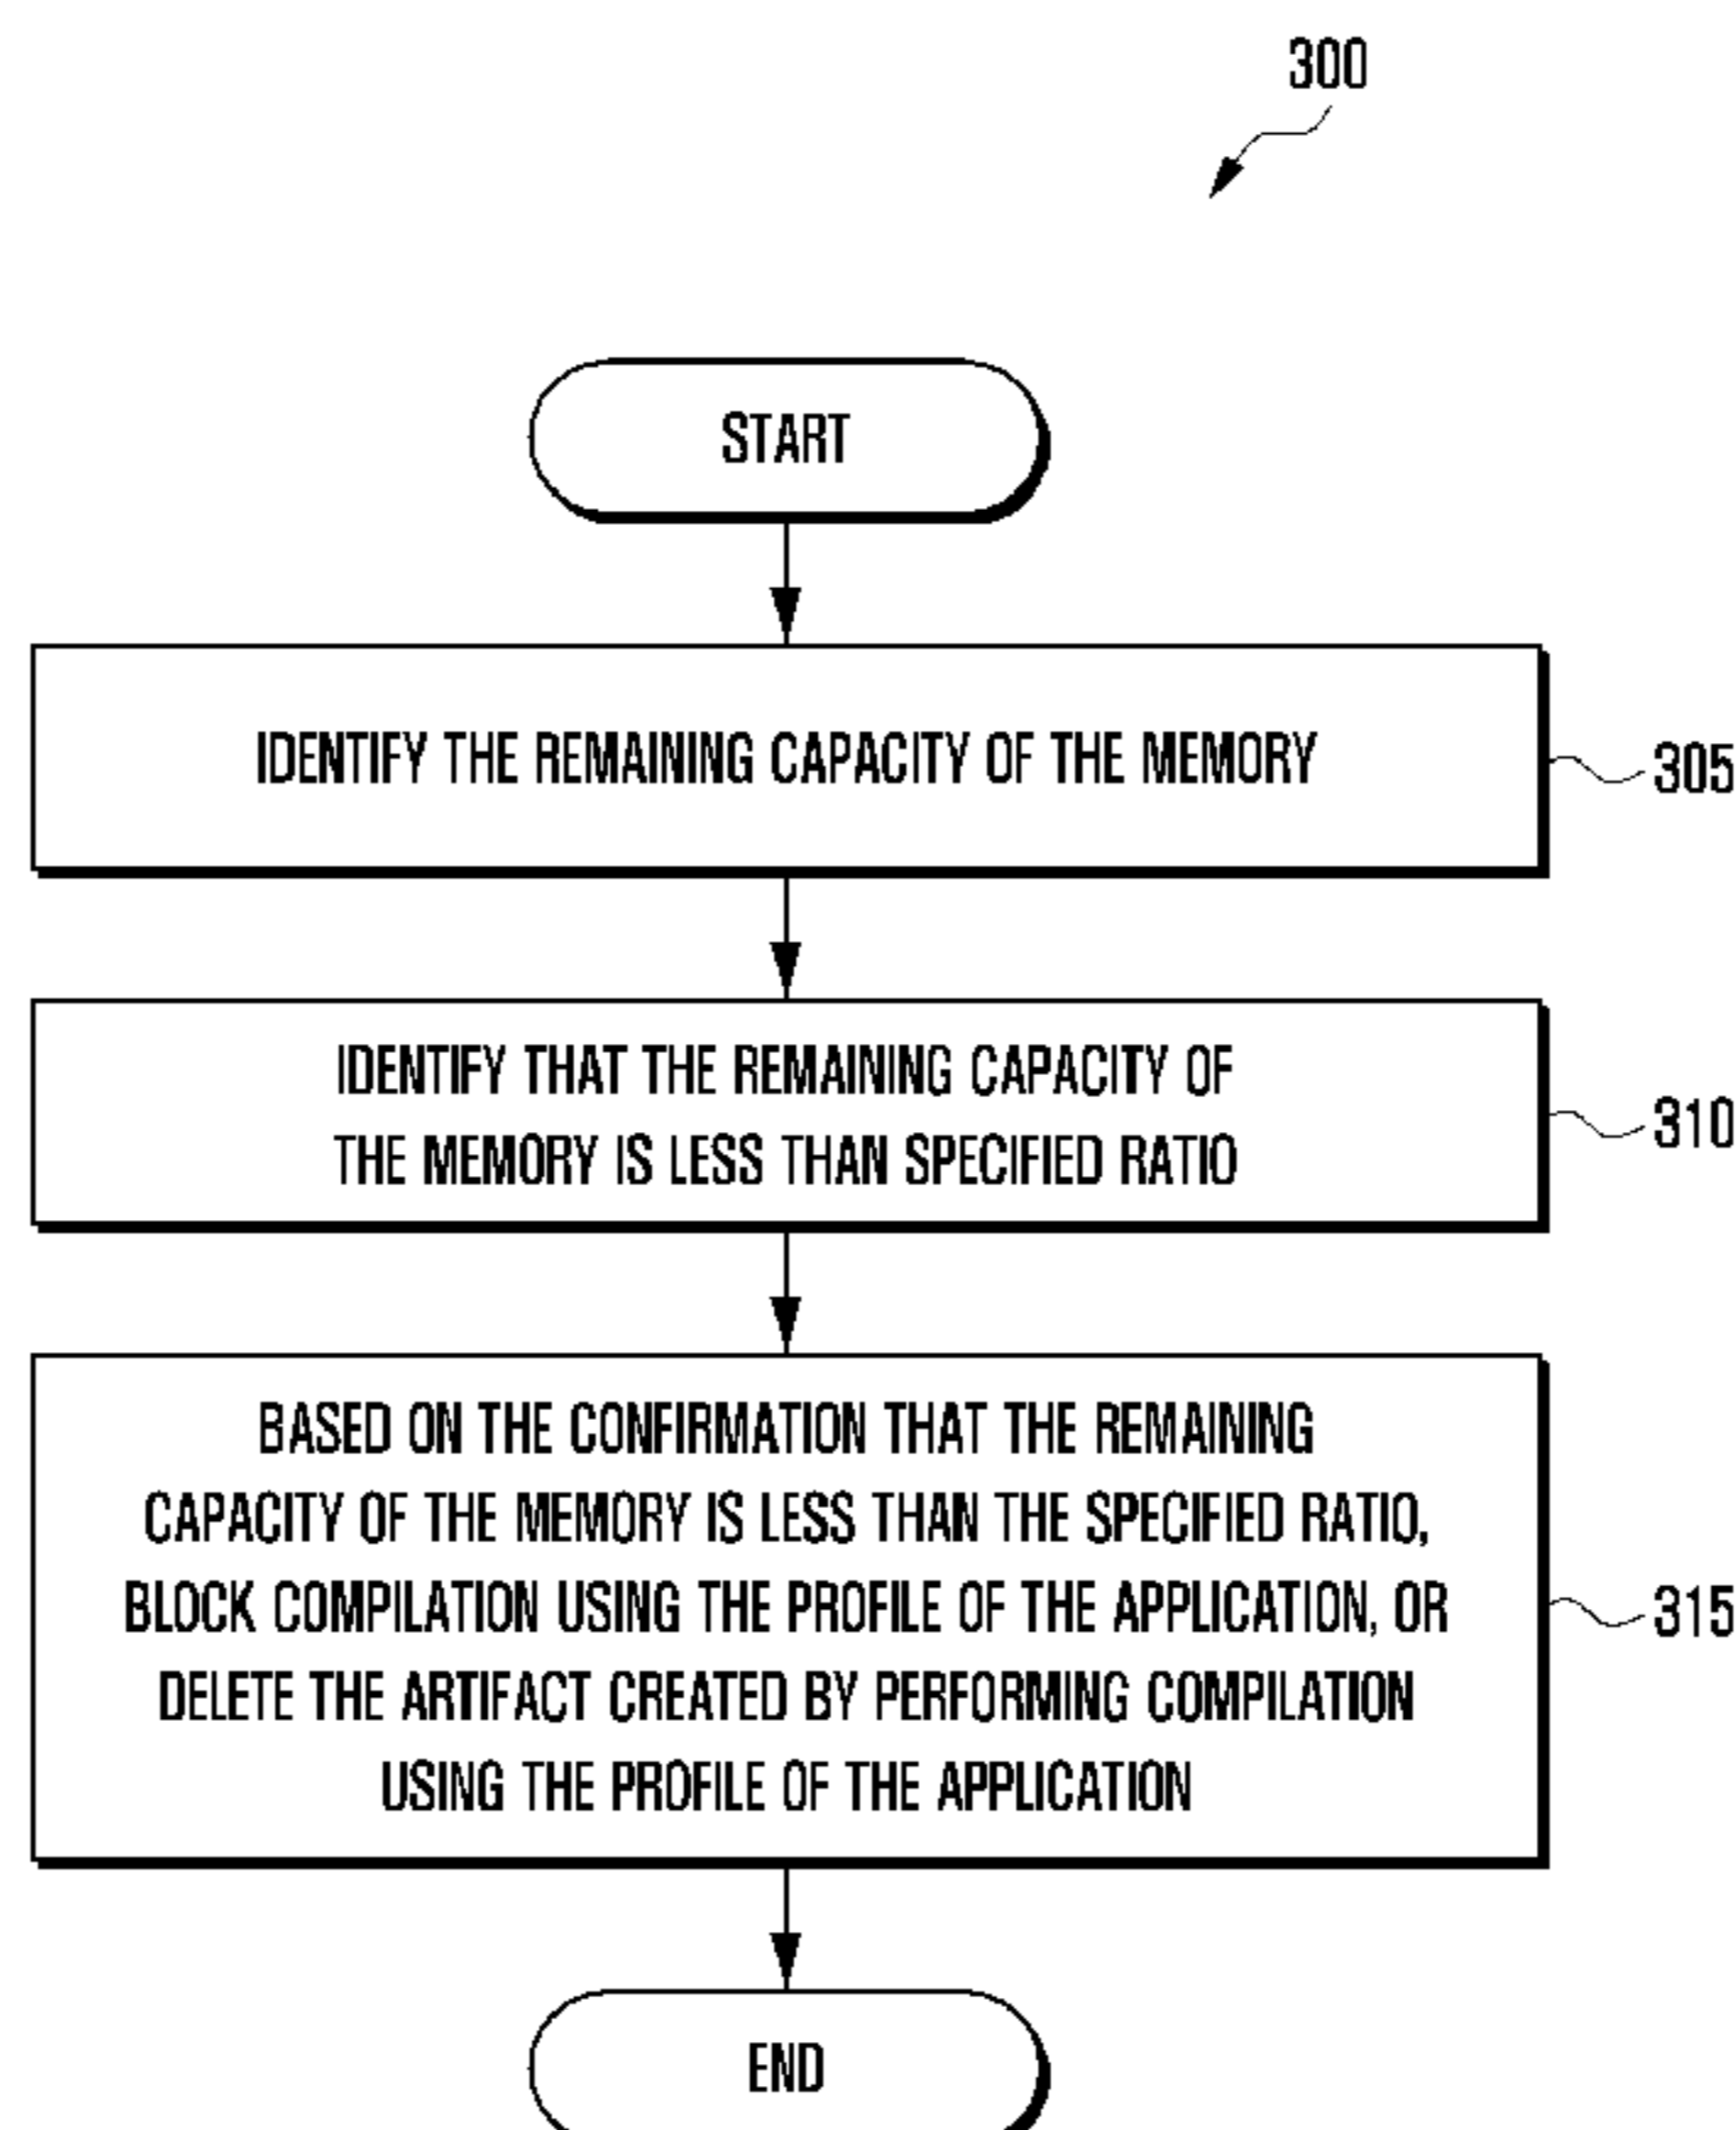 300
START
IDENTIFY THE REMAINING CAPACITY OF THE MEMORY
305
IDENTIFY THAT THE REMAINING CAPACITY OF
THE MEMORY IS LESS THAN SPECIFIED RATIO
310
BASED ON THE CONFIRMATION THAT THE REMAINING
CAPACITY OF THE MEMORY IS LESS THAN THE SPECIFIED RATIO,
BLOCK COMPILATION USING THE PROFILE OF THE APPLICATION, OR
DELETE THE ARTIFACT CREATED BY PERFORMING COMPILATION
USING THE PROFILE OF THE APPLICATION
315
END